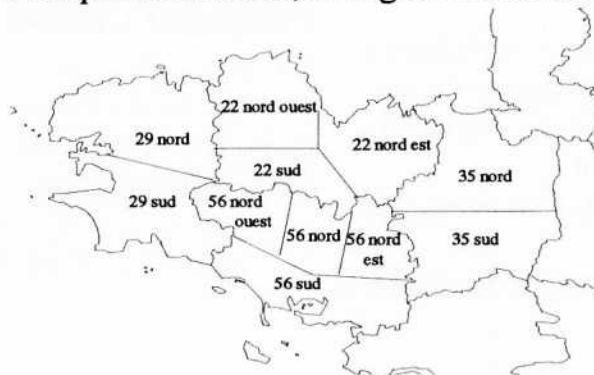 22 nord ouest
29 nord
22 nord est
22 sud
35 nord
29 sud
56 nord
ouest
56 nord
56 nord
est
35 sud
56 sud